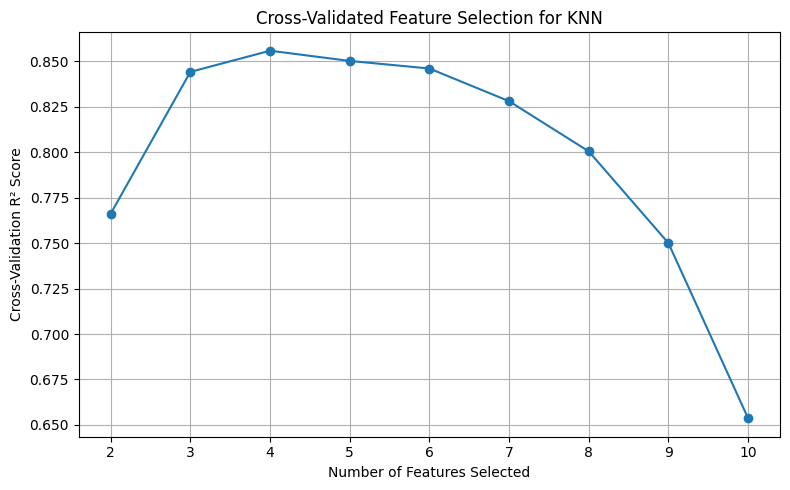 Cross-Validated Feature Selection for KNN
Cross-Validation R² Score
0.850
0.825
0.800
0.775
0.750
0.725
0.700
0.675
0.650
2 3 4 5 6 7 8 9 10
Number of Features Selected